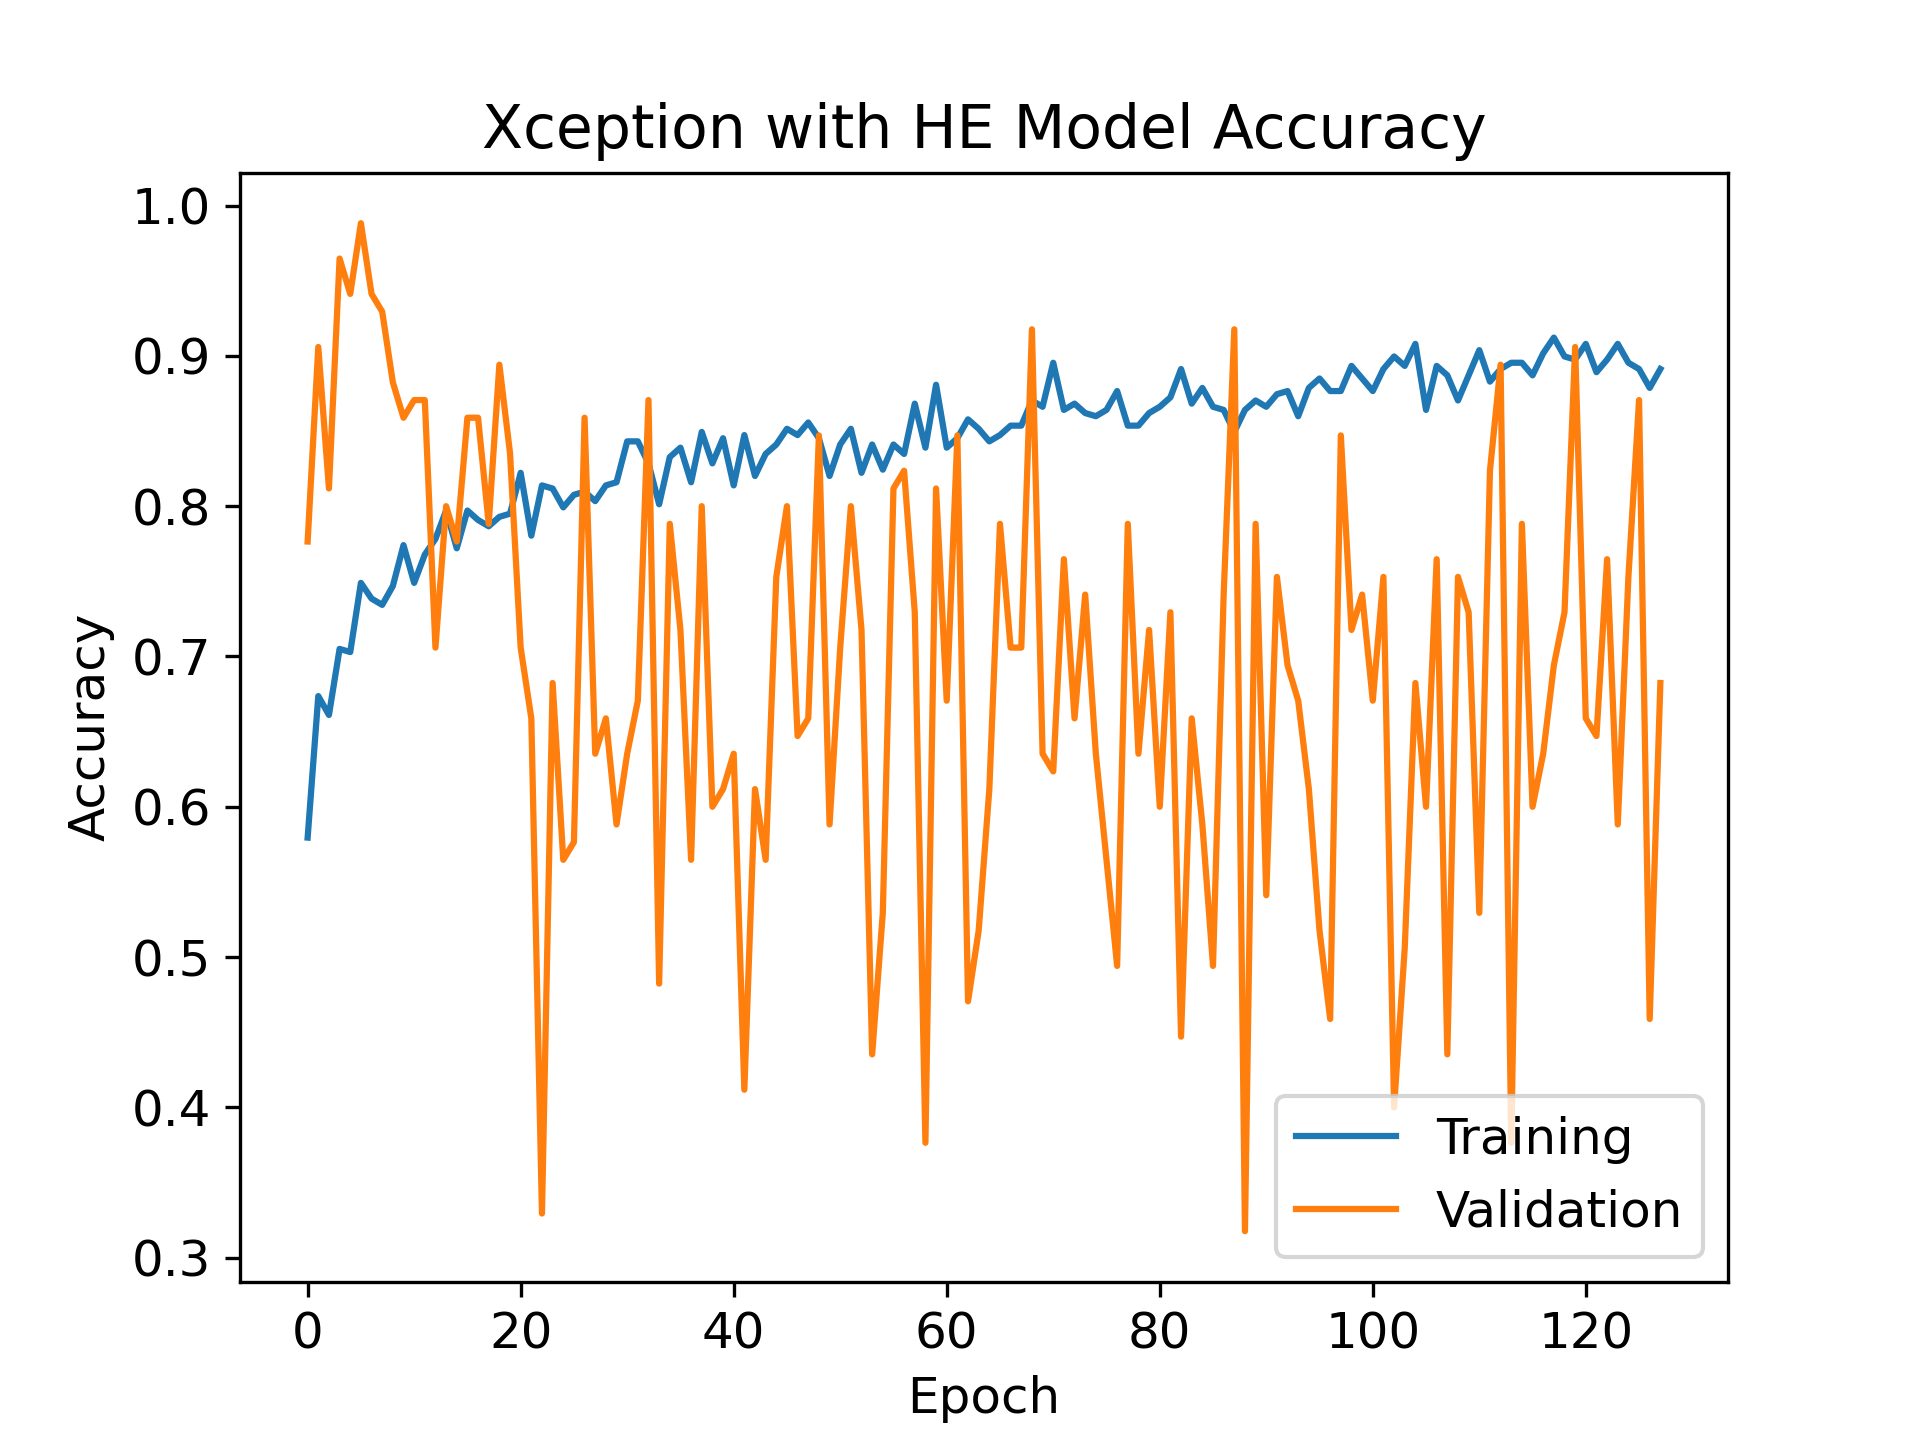 Xception with HE Model Accuracy
1.0
0.9
0.8
0.7
0.6
0.5
0.4
0.3
Accuracy
Training
Validation
0 20 40 60 80 100 120
Epoch